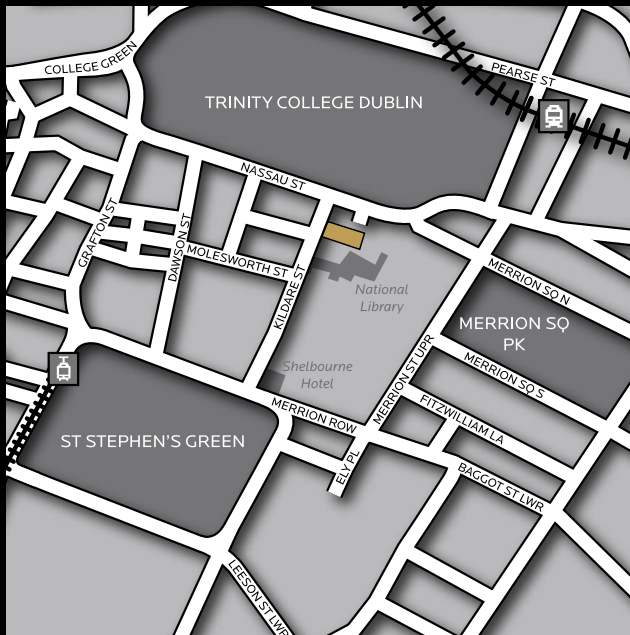 COLLEGE GREEN
PEARSE ST
TRINITY COLLEGE DUBLIN
NASSAU ST
GRAFTON ST
DAWSON ST
MOLESWORTH ST
KILDARE ST
National
Library
MERRION SQ N
MERRION SQ
PK
MERRION ST UPR
MERRION SQ S
Shelbourne
Hotel
MERRION ROW
FITZWILLIAM LA
ST STEPHEN'S GREEN
ELY PL
BAGGOT ST LWR
LEESON ST LWR